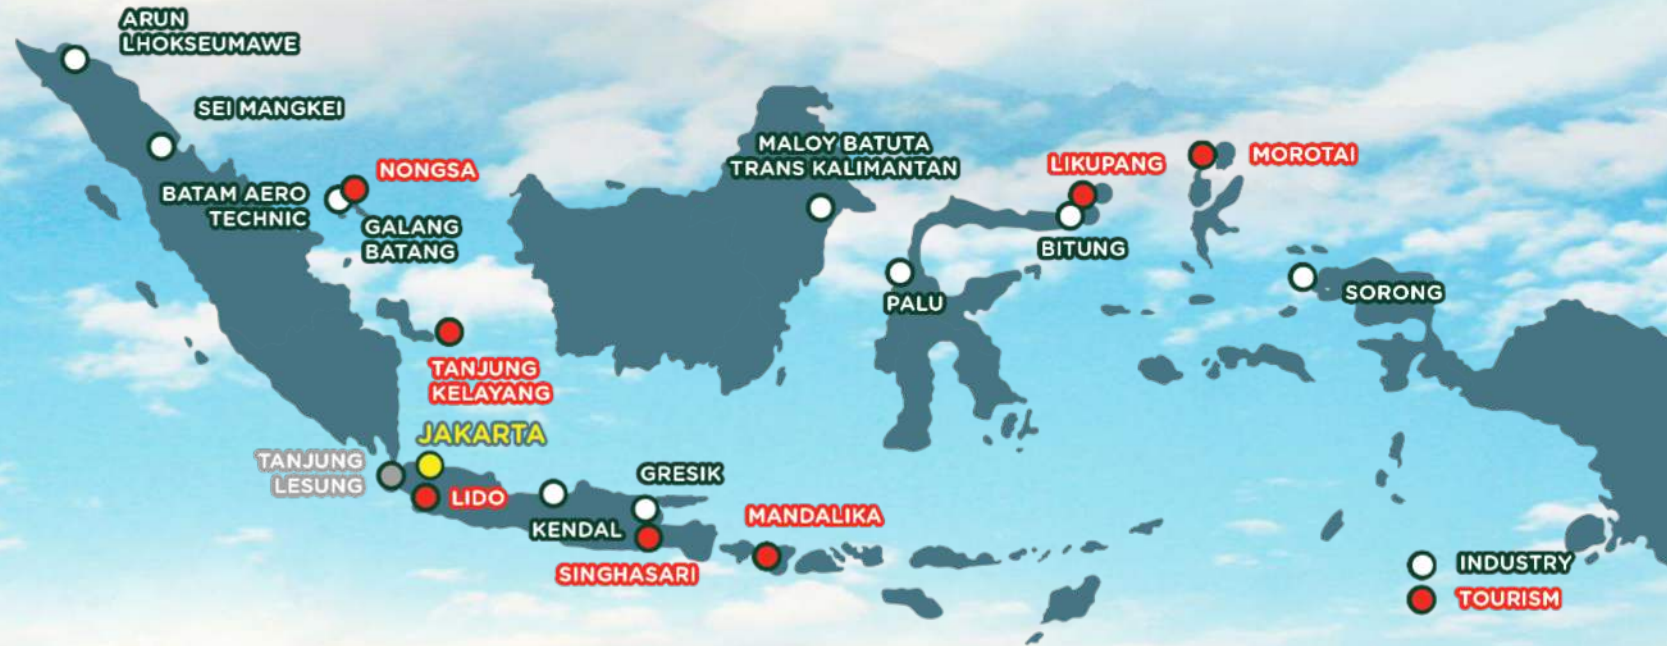 ARUN
LHOKSEUMAWE
SEI MANGKEI
NONGSA
BATAM AERO
TECHNIC
GALANG
BATANG
TANJUNG
KELAYANG
JAKARTA
TANJUNG
LESUNG
LIDO
KENDAL
GRESIK
SINGHASARI
MANDALIKA
MALOY BATUTA
TRANS KALIMANTAN
PALU
LIKUPANG
BITUNG
MOROTAI
SORONG
INDUSTRY
TOURISM